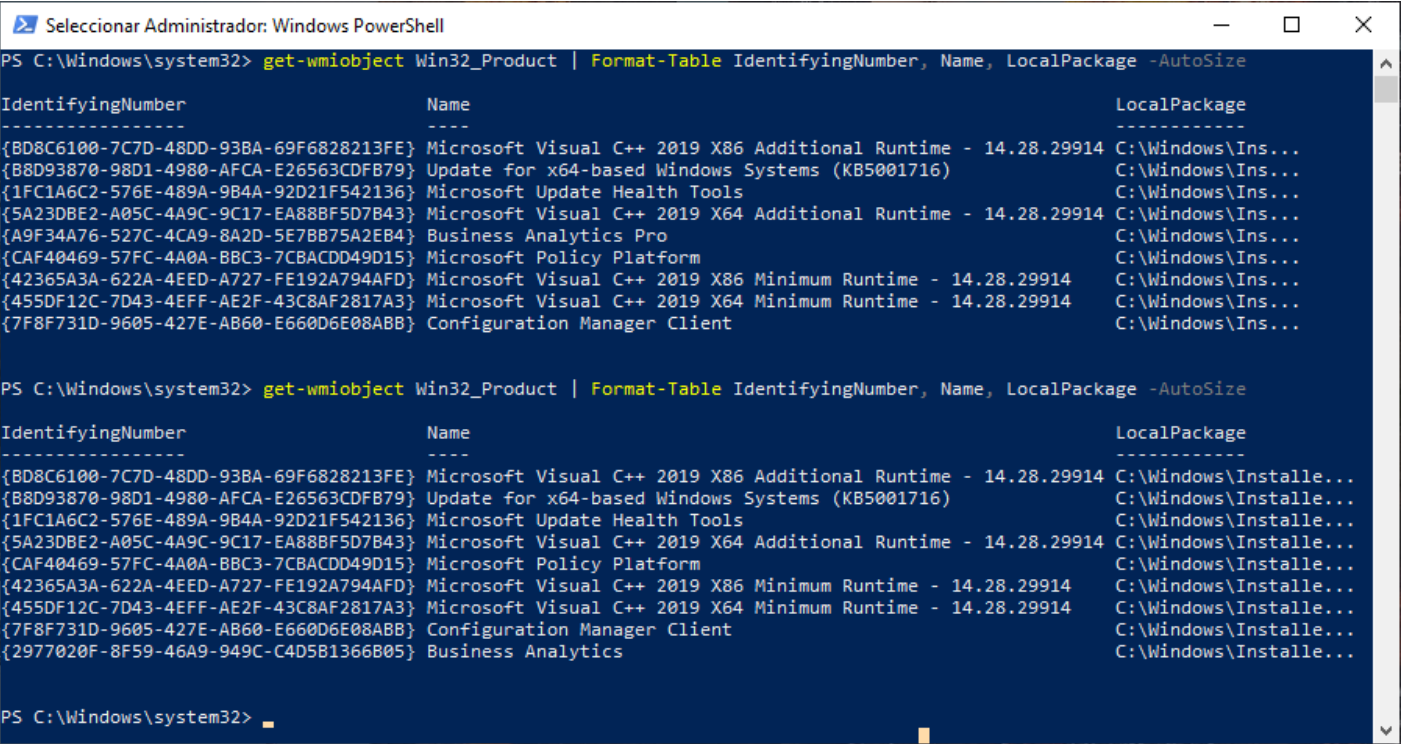 Seleccionar Administrador: Windows PowerShell
PS C:\Windows\system32> get-wmiobject Win32_Product | Format-Table IdentifyingNumber, Name, LocalPackage -AutoSize
IdentifyingNumber Name LocalPackage
----------------- ---- ------------
{BD8C6100-7C7D-48DD-93BA-69F6828213FE} Microsoft Visual C++ 2019 X86 Additional Runtime - 14.28.29914 C:\Windows\Ins...
{B8D93870-98D1-4980-AFCA-E26563CDFB79} Update for x64-based Windows Systems (KB5001716) C:\Windows\Ins...
{1FC1A6C2-576E-489A-9B4A-92D21F542136} Microsoft Update Health Tools C:\Windows\Ins...
{5A23DBE2-A05C-4A9C-9C17-EA88BF5D7B43} Microsoft Visual C++ 2019 X64 Additional Runtime - 14.28.29914 C:\Windows\Ins...
{A9F34A76-527C-4CA9-8A2D-5E7BB75A2EB4} Business Analytics Pro C:\Windows\Ins...
{CAF40469-57FC-4A0A-BBC3-7CBACDD49D15} Microsoft Policy Platform C:\Windows\Ins...
{42365A3A-622A-4EED-A727-FE192A794AFD} Microsoft Visual C++ 2019 X86 Minimum Runtime - 14.28.29914 C:\Windows\Ins...
{455DF12C-7D43-4EFF-AE2F-43C8AF2817A3} Microsoft Visual C++ 2019 X64 Minimum Runtime - 14.28.29914 C:\Windows\Ins...
{7F8F731D-9605-427E-AB60-E660D6E08ABB} Configuration Manager Client C:\Windows\Ins...
PS C:\Windows\system32> get-wmiobject Win32_Product | Format-Table IdentifyingNumber, Name, LocalPackage -AutoSize
IdentifyingNumber Name LocalPackage
----------------- ---- ------------
{BD8C6100-7C7D-48DD-93BA-69F6828213FE} Microsoft Visual C++ 2019 X86 Additional Runtime - 14.28.29914 C:\Windows\Installe...
{B8D93870-98D1-4980-AFCA-E26563CDFB79} Update for x64-based Windows Systems (KB5001716) C:\Windows\Installe...
{1FC1A6C2-576E-489A-9B4A-92D21F542136} Microsoft Update Health Tools C:\Windows\Installe...
{5A23DBE2-A05C-4A9C-9C17-EA88BF5D7B43} Microsoft Visual C++ 2019 X64 Additional Runtime - 14.28.29914 C:\Windows\Installe...
{CAF40469-57FC-4A0A-BBC3-7CBACDD49D15} Microsoft Policy Platform C:\Windows\Installe...
{42365A3A-622A-4EED-A727-FE192A794AFD} Microsoft Visual C++ 2019 X86 Minimum Runtime - 14.28.29914 C:\Windows\Installe...
{455DF12C-7D43-4EFF-AE2F-43C8AF2817A3} Microsoft Visual C++ 2019 X64 Minimum Runtime - 14.28.29914 C:\Windows\Installe...
{7F8F731D-9605-427E-AB60-E660D6E08ABB} Configuration Manager Client C:\Windows\Installe...
{2977020F-8F59-46A9-949C-C4D5B1366B05} Business Analytics C:\Windows\Installe...
PS C:\Windows\system32>